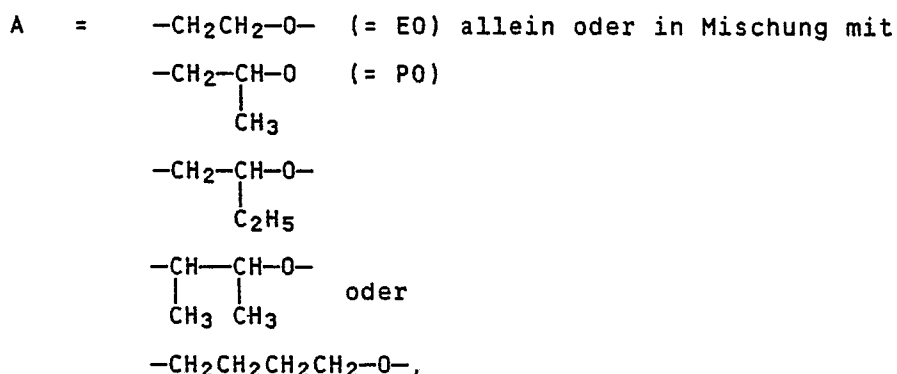 A = —CH2CH2—O— (= EO) allein oder in Mischung mit
—CH2—CH—O (= PO)
CH3
—CH2—CH—O—
C2H5
—CH—CH—O—
oder
CH3 CH3
—CH2CH2CH2CH2—O—,